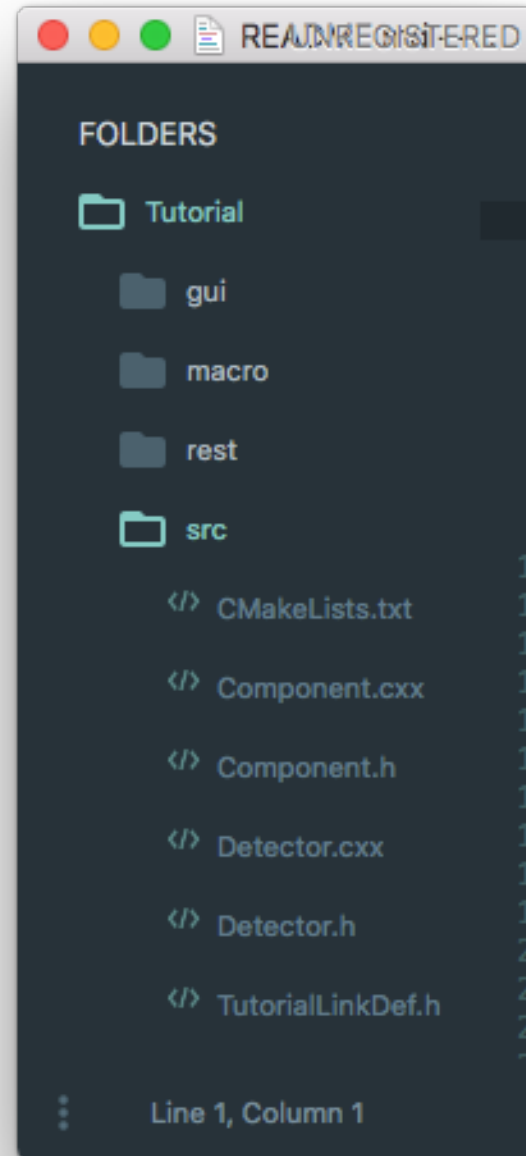 UNREGISTERED
FOLDERS
Tutorial
gui
macro
rest
src
</> CMakeLists.txt
</> Component.cxx
</> Component.h
</> Detector.cxx
</> Detector.h
</> TutorialLinkDef.h
Line 1, Column 1